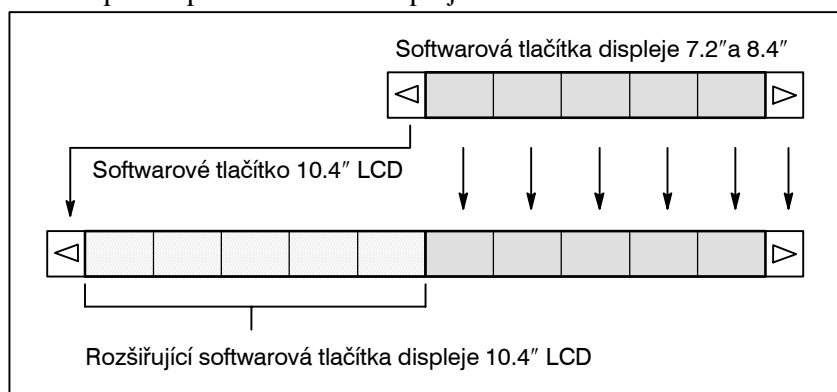 Softwarová tlačítka displeje 7.2″a 8.4″
Softwarové tlačítko 10.4″ LCD
Rozšiřující softwarová tlačítka displeje 10.4″ LCD